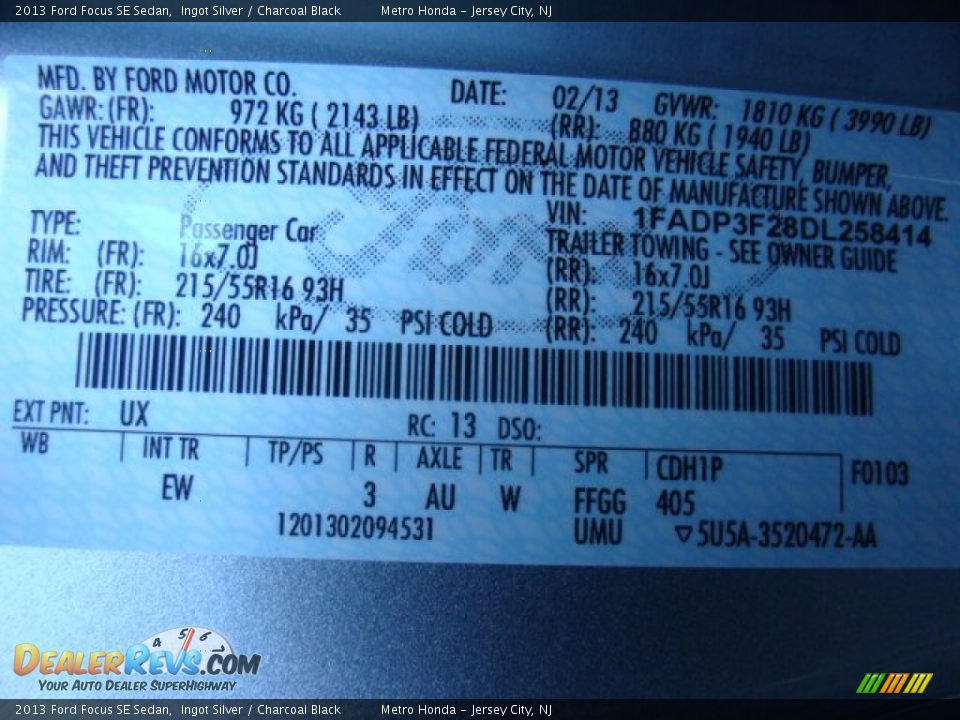 2013 Ford Focus SE Sedan, Ingot Silver / Charcoal Black Metro Honda - Jersey City, NJ
MFD. BY FORD MOTOR CO. DATE: 02/13 GVWR: 1810 KG ( 3990 LB)
GAWR: (FR): 972 KG ( 2143 LB) (RR): 880 KG ( 1940 LB)
THIS VEHICLE CONFORMS TO ALL APPLICABLE FEDERAL MOTOR VEHICLE SAFETY, BUMPER,
AND THEFT PREVENTION STANDARDS IN EFFECT ON THE DATE OF MANUFACTURE SHOWN ABOVE.
VIN: 1FADP3F28DL258414
TYPE: Passenger Car TRAILER TOWING - SEE OWNER GUIDE
RIM: (FR): 16x7.0J (RR): 16x7.0J
TIRE: (FR): 215/55R16 93H (RR): 215/55R16 93H
PRESSURE: (FR): 240 kPa/ 35 PSI COLD (RR): 240 kPa/ 35 PSI COLD
EXT PNT: UX RC: 13 DSO:
WB INT TR TP/PS R AXLE TR SPR CDH1P F0103
EW 3 AU W FFGG 405
1201302094531 UMU ▽5U5A-3520472-AA
4 5 6
DealerRevs.com
Your Auto Dealer SuperHighway
2013 Ford Focus SE Sedan, Ingot Silver / Charcoal Black Metro Honda - Jersey City, NJ